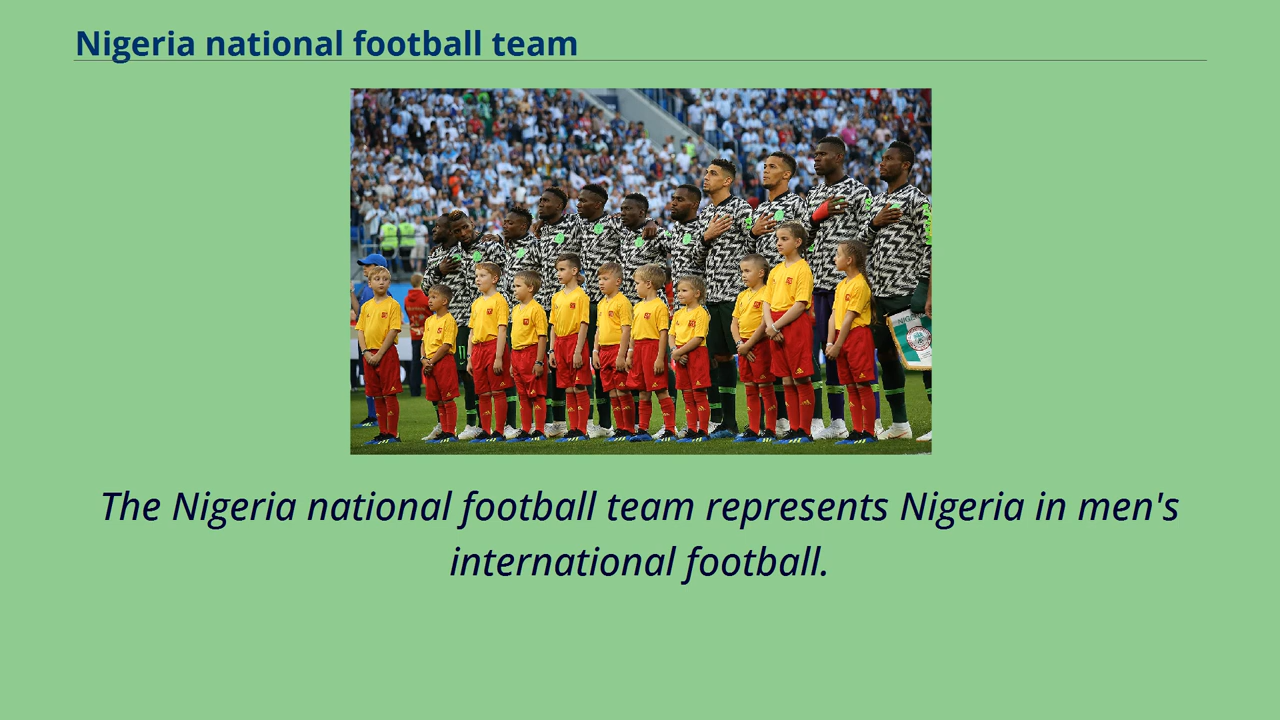 Nigeria national football team
The Nigeria national football team represents Nigeria in men's
international football.